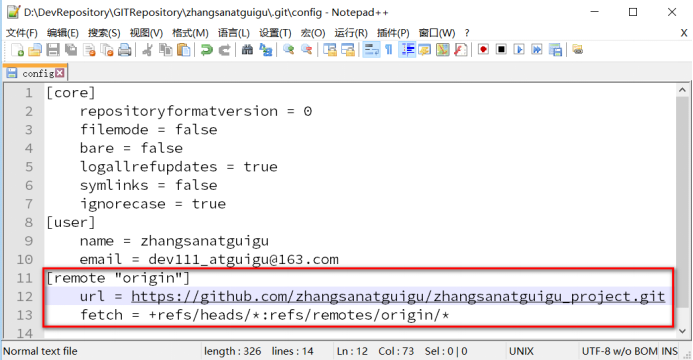 D:\DevRepository\GITRepository\zhangsanatguigu\.git\config - Notepad++
文件(F) 编辑(E) 搜索(S) 视图(V) 格式(M) 语言(L) 设置(T) 宏(O) 运行(R) 插件(P) 窗口(W) ? X
config
1 [core]
2 repositoryformatversion = 0
3 filemode = false
4 bare = false
5 logallrefupdates = true
6 symlinks = false
7 ignorecase = true
8 [user]
9 name = zhangsanatguigu
10 email = dev111_atguigu@163.com
11 [remote "origin"]
12 url = https://github.com/zhangsanatguigu/zhangsanatguigu_project.git
13 fetch = +refs/heads/*:refs/remotes/origin/*
14
Normal text file length : 326 lines : 14 Ln : 12 Col : 73 Sel : 0 | 0 UNIX UTF-8 w/o BOM INS